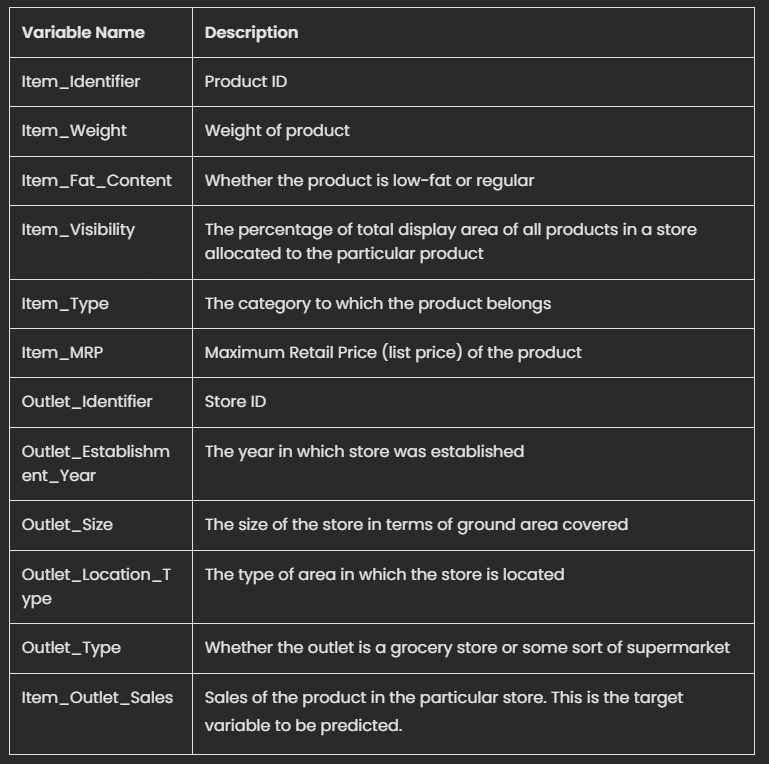 Variable Name
Description
Item_Identifier
Product ID
Item_Weight
Weight of product
Item_Fat_Content
Whether the product is low-fat or regular
Item_Visibility
The percentage of total display area of all products in a store
allocated to the particular product
Item_Type
The category to which the product belongs
Item_MRP
Maximum Retail Price (list price) of the product
Outlet_Identifier
Store ID
Outlet_Establishm
ent_Year
The year in which store was established
Outlet_Size
The size of the store in terms of ground area covered
Outlet_Location_T
ype
The type of area in which the store is located
Outlet_Type
Whether the outlet is a grocery store or some sort of supermarket
Item_Outlet_Sales
Sales of the product in the particular store. This is the target
variable to be predicted.